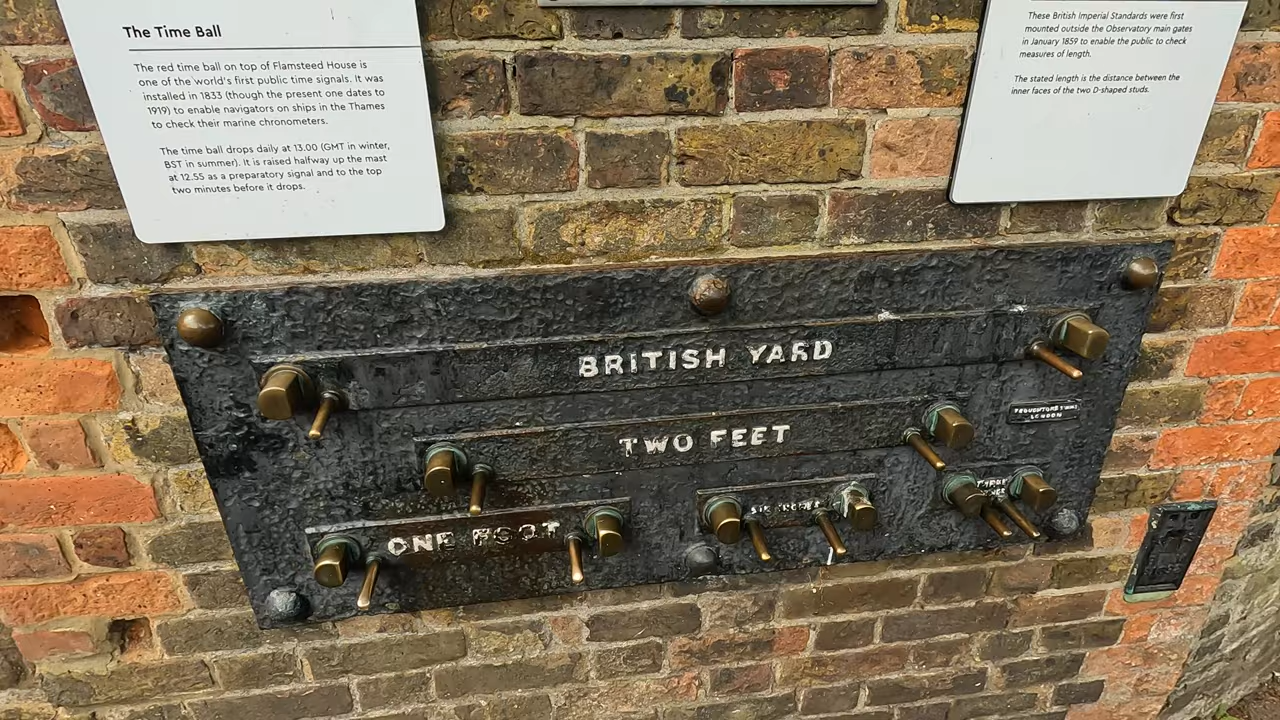 The Time Ball
The red time ball on top of Flamsteed House is
one of the world's first public time signals. It was
installed in 1833 (though the present one dates to
1919) to enable navigators on ships in the Thames
to check their marine chronometers.
The time ball drops daily at 13.00 (GMT in winter,
BST in summer). It is raised halfway up the mast
at 12.55 as a preparatory signal and to the top
two minutes before it drops.
These British Imperial Standards were first
mounted outside the Observatory main gates
in January 1859 to enable the public to check
measures of length.
The stated length is the distance between the
inner faces of the two D-shaped studs.
BRITISH YARD
TWO FEET
LONDON
ONE FOOT
SIX INCHES
THREE